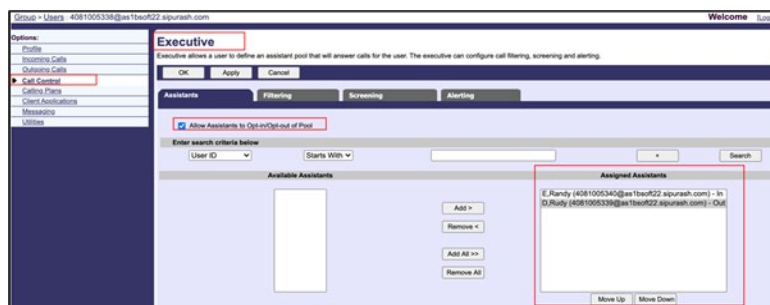 Group > Users : 4081005338@as1bsoft22.sipurash.com
Welcome
Options:
Profile
Incoming Calls
Outgoing Calls
Call Control
Calling Plans
Client Applications
Messaging
Utilities
Executive
Executive allows a user to define an assistant pool that will answer calls for the user. The executive can configure call filtering, screening and alerting.
OK Apply Cancel
Assistants Filtering Screening Alerting
Allow Assistants to Opt-in/Opt-out of Pool
Enter search criteria below
User ID Starts With + Search
Available Assistants Assigned Assistants
E,Randy (4081005340@as1bsoft22.sipurash.com) - In
D,Rudy (4081005339@as1bsoft22.sipurash.com) - Out
Add >
Remove <
Add All >>
Remove All
Move Up Move Down